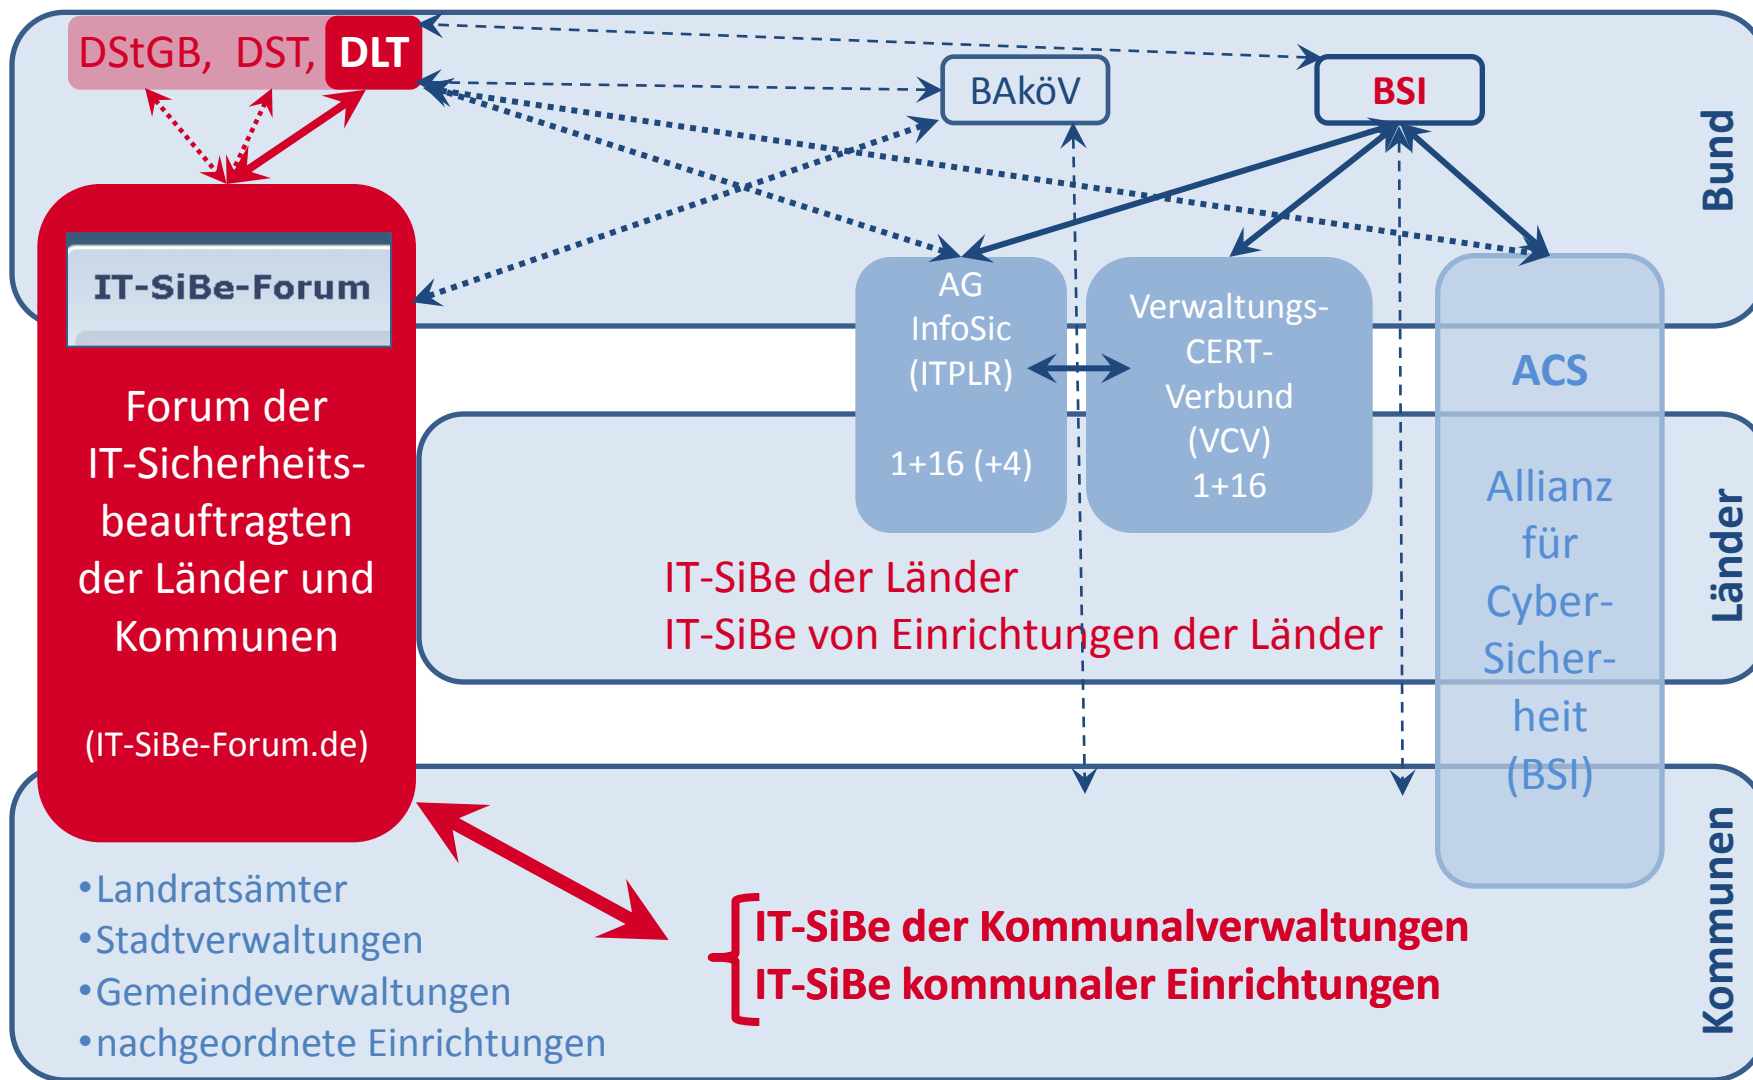 DStGB, DST, DLT
BAköV
BSI
Bund
IT-SiBe-Forum
Forum der
IT-Sicherheits-
beauftragten
der Länder und
Kommunen
(IT-SiBe-Forum.de)
AG
InfoSic
(ITPLR)
1+16 (+4)
Verwaltungs-
CERT-
Verbund
(VCV)
1+16
ACS
Allianz
für
Cyber-
Sicher-
heit
(BSI)
IT-SiBe der Länder
IT-SiBe von Einrichtungen der Länder
Länder
•Landratsämter
•Stadtverwaltungen
•Gemeindeverwaltungen
•nachgeordnete Einrichtungen
IT-SiBe der Kommunalverwaltungen
IT-SiBe kommunaler Einrichtungen
Kommunen